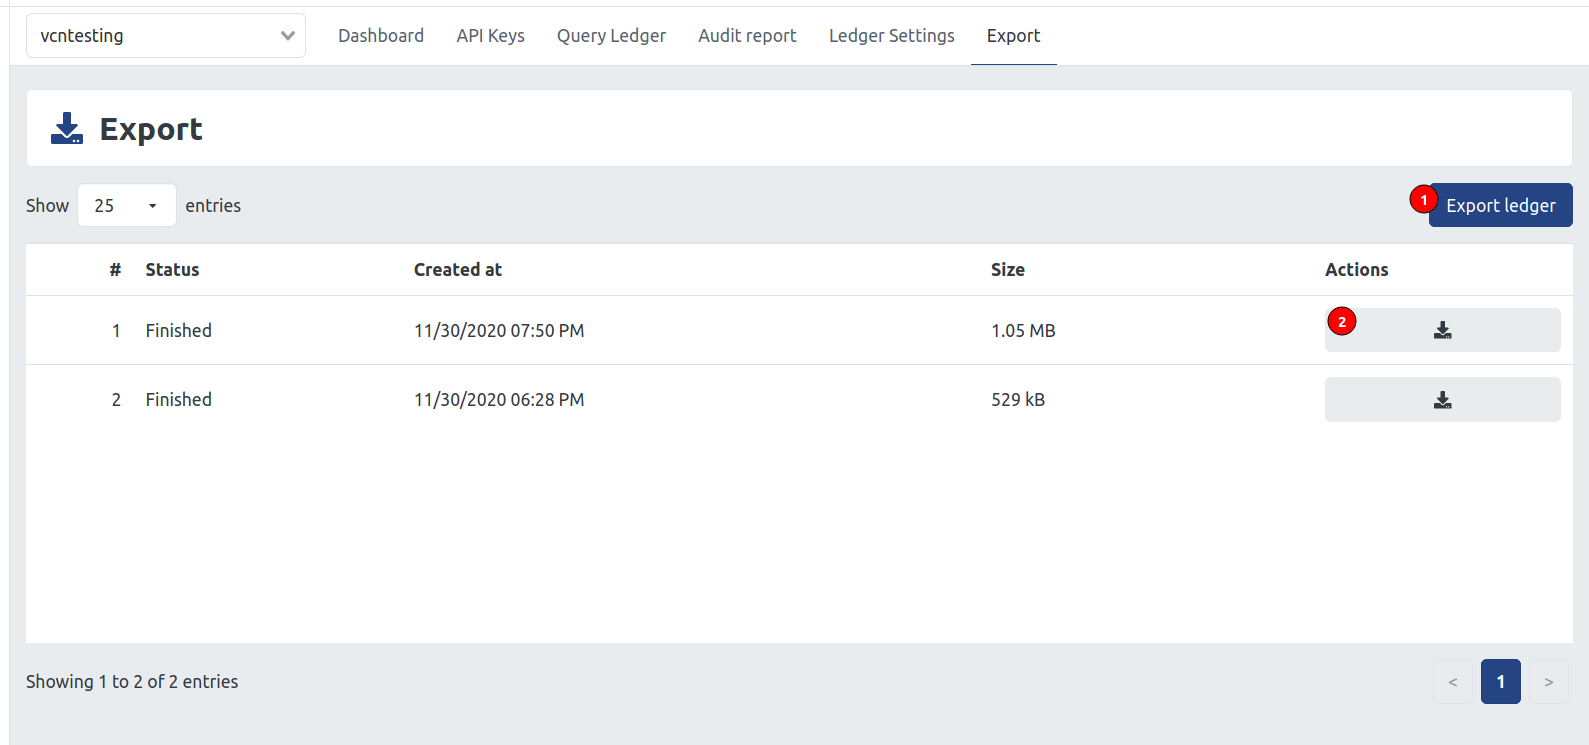 vcntesting Dashboard API Keys Query Ledger Audit report Ledger Settings Export
Export
Show 25 entries 1 Export ledger
# Status Created at Size Actions
1 Finished 11/30/2020 07:50 PM 1.05 MB 2
2 Finished 11/30/2020 06:28 PM 529 kB
Showing 1 to 2 of 2 entries < 1 >